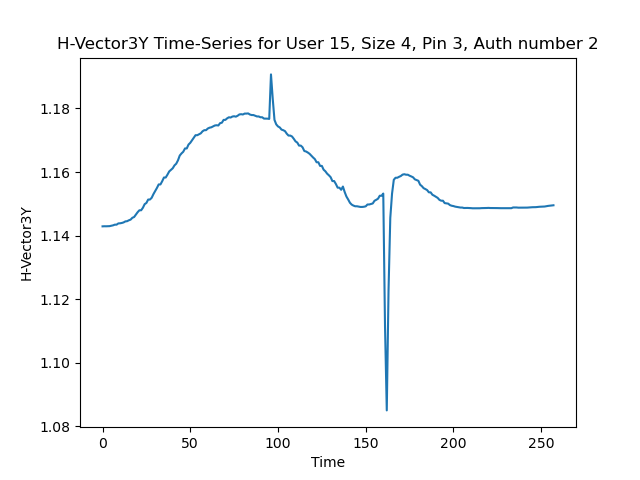 H-Vector3Y Time-Series for User 15, Size 4, Pin 3, Auth number 2
H-Vector3Y
1.18
1.16
1.14
1.12
1.10
1.08
0 50 100 150 200 250
Time